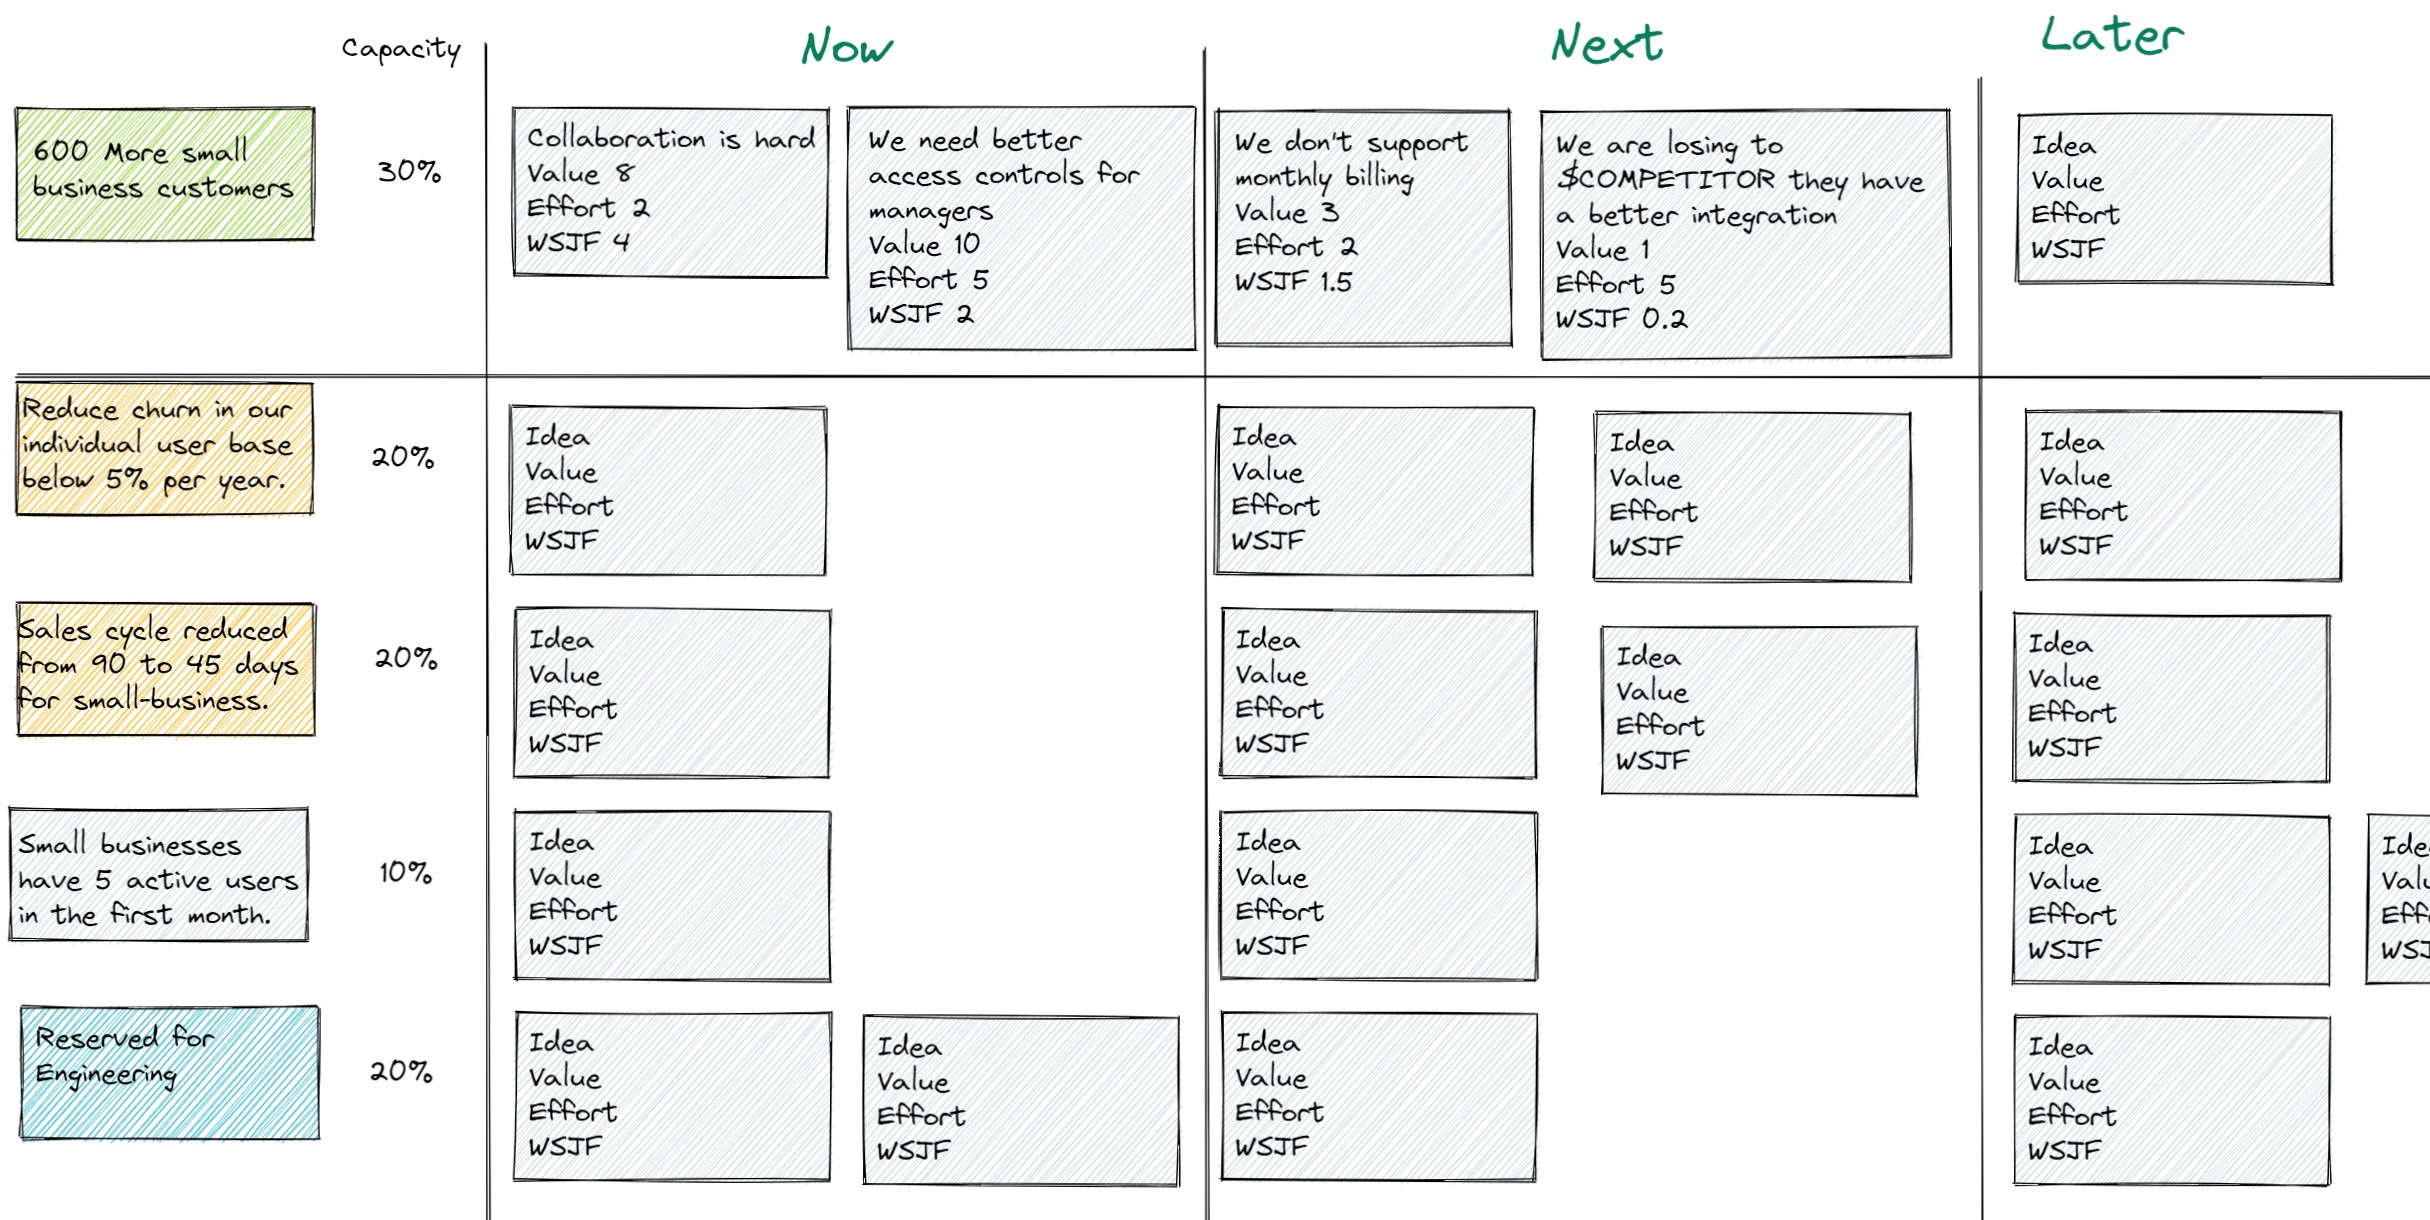 Capacity
Now
Next
Later
600 More small
business customers
30%
Collaboration is hard
Value 8
Effort 2
WSJF 4
We need better
access controls for
managers
Value 10
Effort 5
WSJF 2
We don't support
monthly billing
Value 3
Effort 2
WSJF 1.5
We are losing to
$COMPETITOR they have
a better integration
Value 1
Effort 5
WSJF 0.2
Idea
Value
Effort
WSJF
Reduce churn in our
individual user base
below 5% per year.
20%
Idea
Value
Effort
WSJF
Idea
Value
Effort
WSJF
Idea
Value
Effort
WSJF
Idea
Value
Effort
WSJF
Sales cycle reduced
from 90 to 45 days
for small-business.
20%
Idea
Value
Effort
WSJF
Idea
Value
Effort
WSJF
Idea
Value
Effort
WSJF
Idea
Value
Effort
WSJF
Small businesses
have 5 active users
in the first month.
10%
Idea
Value
Effort
WSJF
Idea
Value
Effort
WSJF
Idea
Value
Effort
WSJF
Reserved for
Engineering
20%
Idea
Value
Effort
WSJF
Idea
Value
Effort
WSJF
Idea
Value
Effort
WSJF
Idea
Value
Effort
WSJF